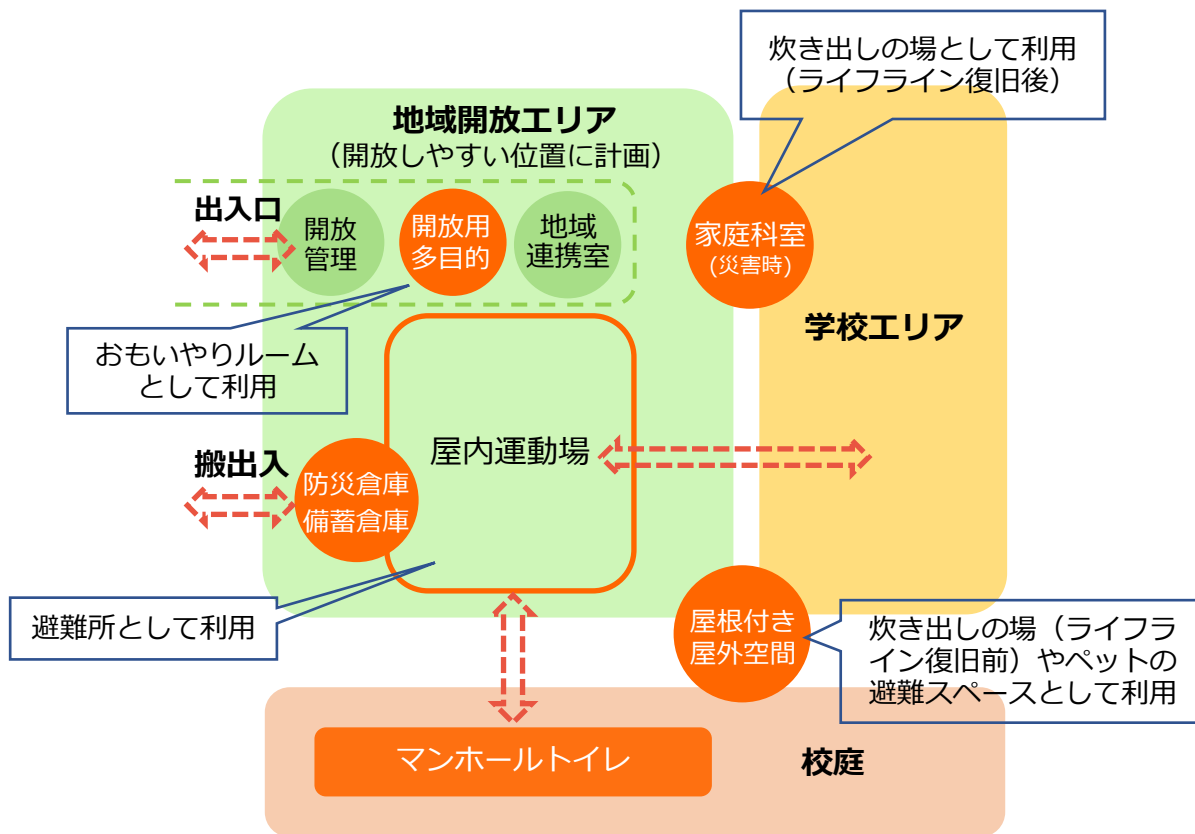 炊き出しの場として利用
（ライフライン復旧後）
地域開放エリア
（開放しやすい位置に計画）
出入口
開放
管理
開放用
多目的
地域
連携室
家庭科室
(災害時)
学校エリア
おもいやりルーム
として利用
屋内運動場
搬出入
防災倉庫
備蓄倉庫
避難所として利用
屋根付き
屋外空間
炊き出しの場（ライフラ
イン復旧前）やペットの
避難スペースとして利用
マンホールトイレ
校庭